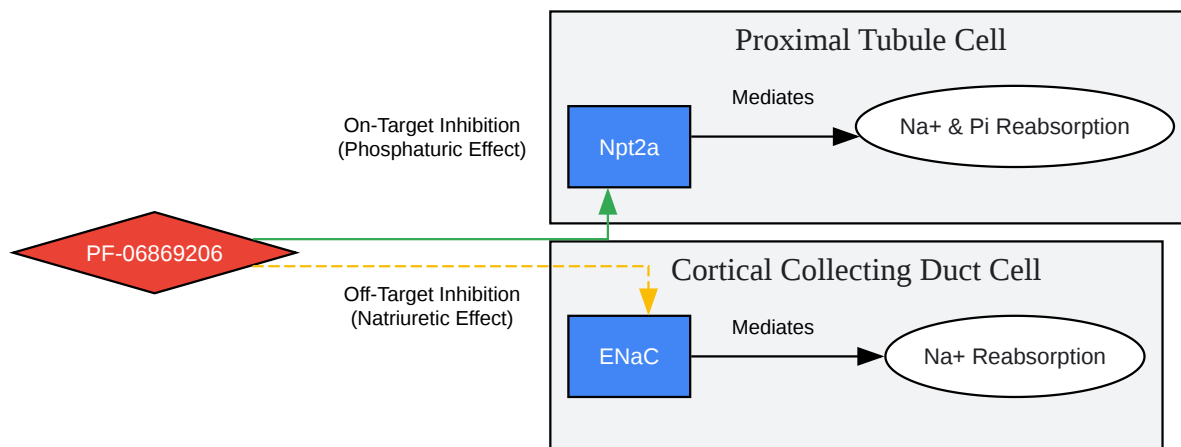 Proximal Tubule Cell
Mediates
On-Target Inhibition
(Phosphaturic Effect)
Npt2a
Na+ & Pi Reabsorption
PF-06869206
Cortical Collecting Duct Cell
Off-Target Inhibition
(Natriuretic Effect)
Mediates
ENaC
Na+ Reabsorption